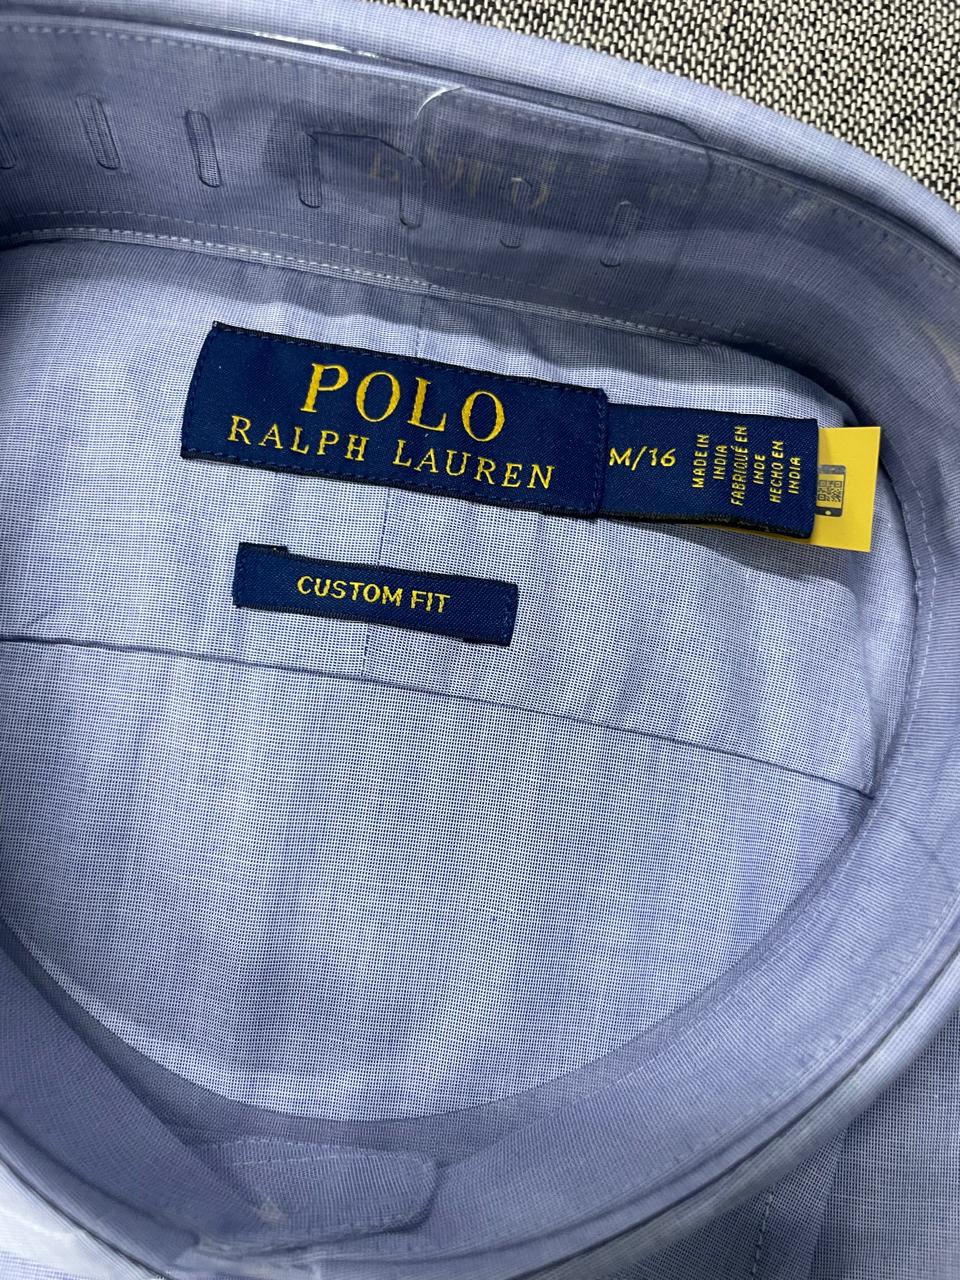 POLO
RALPH LAUREN
M/16
MADE IN
INDIA
FABRIQUÉ EN
INDE
HECHO EN
INDIA
CUSTOM FIT